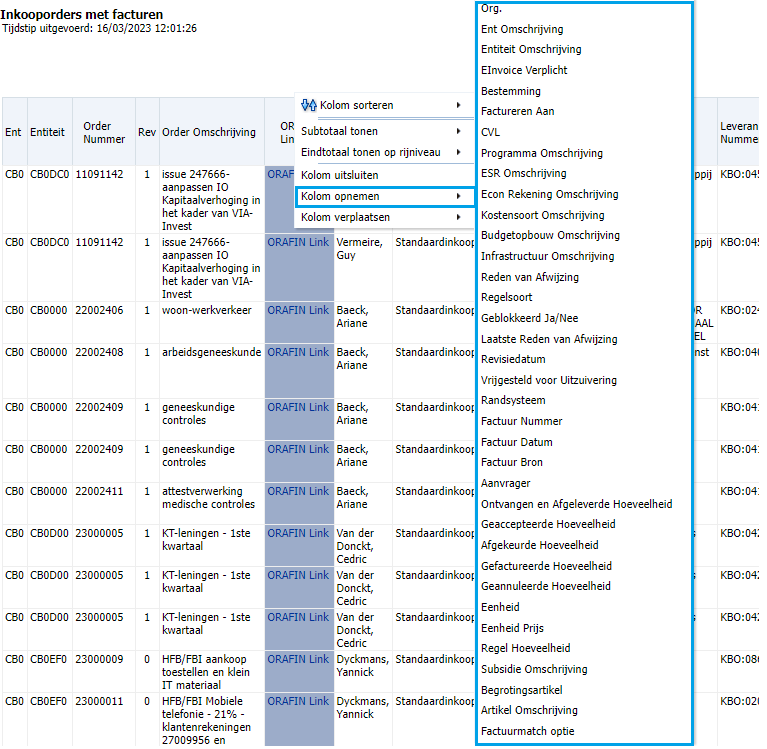 Inkooporders met facturen
Tijdstip uitgevoerd: 16/03/2023 12:01:26
Ent Entiteit Order Nummer Rev Order Omschrijving
Leveran
Numme
Kolom sorteren
Subtotaal tonen
Eindtotaal tonen op rijniveau
Kolom uitsluiten
Kolom opnemen
Kolom verplaatsen
Org.
Ent Omschrijving
Entiteit Omschrijving
EInvoice Verplicht
Bestemming
Factureren Aan
CVL
Programma Omschrijving
ESR Omschrijving
Econ Rekening Omschrijving
Kostensoort Omschrijving
Budgetopbouw Omschrijving
Infrastructuur Omschrijving
Reden van Afwijzing
Regelsoort
Geblokkeerd Ja/Nee
Laatste Reden van Afwijzing
Revisiedatum
Vrijgesteld voor Uitzuivering
Randsysteem
Factuur Nummer
Factuur Datum
Factuur Bron
Aanvrager
Ontvangen en Afgeleverde Hoeveelheid
Geaccepteerde Hoeveelheid
Afgekeurde Hoeveelheid
Gefactureerde Hoeveelheid
Geannuleerde Hoeveelheid
Eenheid
Eenheid Prijs
Regel Hoeveelheid
Subsidie Omschrijving
Begrotingsartikel
Artikel Omschrijving
Factuurmatch optie
CB0 CB0DC0 11091142 1 issue 247666-
aanpassen IO
Kapitaalverhoging in
het kader van VIA-
Invest
ORAF
ppij KBO:045
CB0 CB0DC0 11091142 1 issue 247666-
aanpassen IO
Kapitaalverhoging in
het kader van VIA-
Invest
ORAFIN Link Vermeire,
Guy
Standaardinkoop
ppij KBO:045
CB0 CB0000 22002406 1 woon-werkverkeer ORAFIN Link Baeck,
Ariane
Standaardinkoop
OR
AAL
EL
KBO:024
CB0 CB0000 22002408 1 arbeidsgeneeskunde ORAFIN Link Baeck,
Ariane
Standaardinkoop
nst KBO:040
CB0 CB0000 22002409 1 geneeskundige
controles
ORAFIN Link Baeck,
Ariane
Standaardinkoop
KBO:041
CB0 CB0000 22002409 1 geneeskundige
controles
ORAFIN Link Baeck,
Ariane
Standaardinkoop
KBO:041
CB0 CB0000 22002411 1 attestverwerking
medische controles
ORAFIN Link Baeck,
Ariane
Standaardinkoop
KBO:041
CB0 CB0D00 23000005 1 KT-leningen - 1ste
kwartaal
ORAFIN Link Van der
Donckt,
Cedric
Standaardinkoop
KBO:042
CB0 CB0D00 23000005 1 KT-leningen - 1ste
kwartaal
ORAFIN Link Van der
Donckt,
Cedric
Standaardinkoop
KBO:042
CB0 CB0D00 23000005 1 KT-leningen - 1ste
kwartaal
ORAFIN Link Van der
Donckt,
Cedric
Standaardinkoop
KBO:042
CB0 CB0EF0 23000009 0 HFB/FBI aankoop
toestellen en klein
IT materiaal
ORAFIN Link Dyckmans,
Yannick
Standaardinkoop
KBO:086
CB0 CB0EF0 23000011 0 HFB/FBI Mobiele
telefonie - 21% -
klantenrekeningen
27009956 en
ORAFIN Link Dyckmans,
Yannick
Standaardinkoop
KBO:020